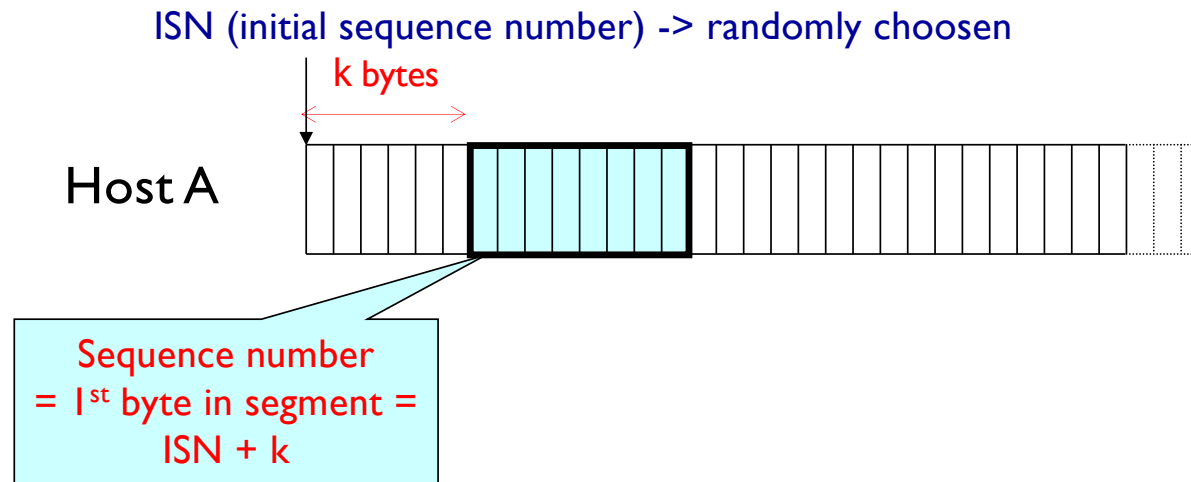 ISN (initial sequence number) -> randomly choosen
k bytes
Host A
Sequence number
= 1st byte in segment =
ISN + k